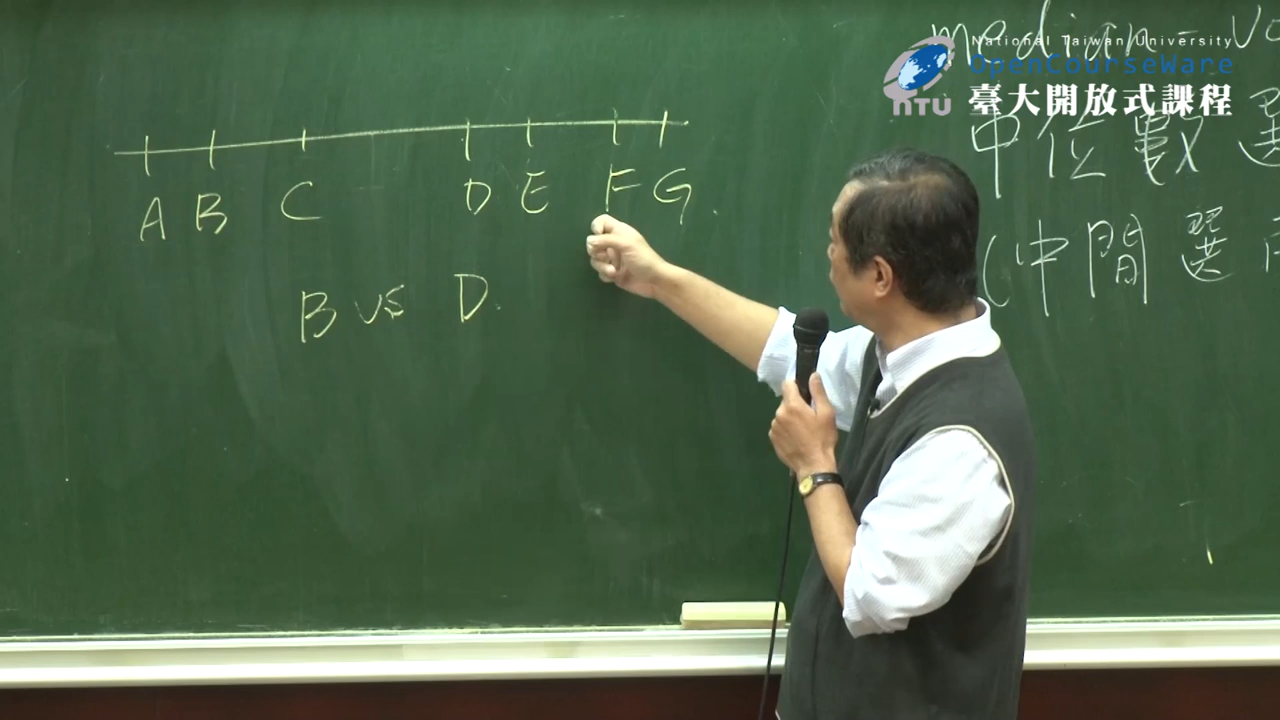 median-vo
National Taiwan University
OpenCourseWare
NTU
臺大開放式課程
中位數選
(中間選
A B C D E F G.
B vs D.